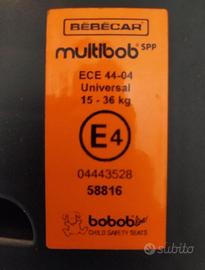 BÉBÉCAR
multibob SPP
ECE 44-04
Universal
15 - 36 kg
E4
04443528
58816
bobob
CHILD SAFETY SEATS
subito